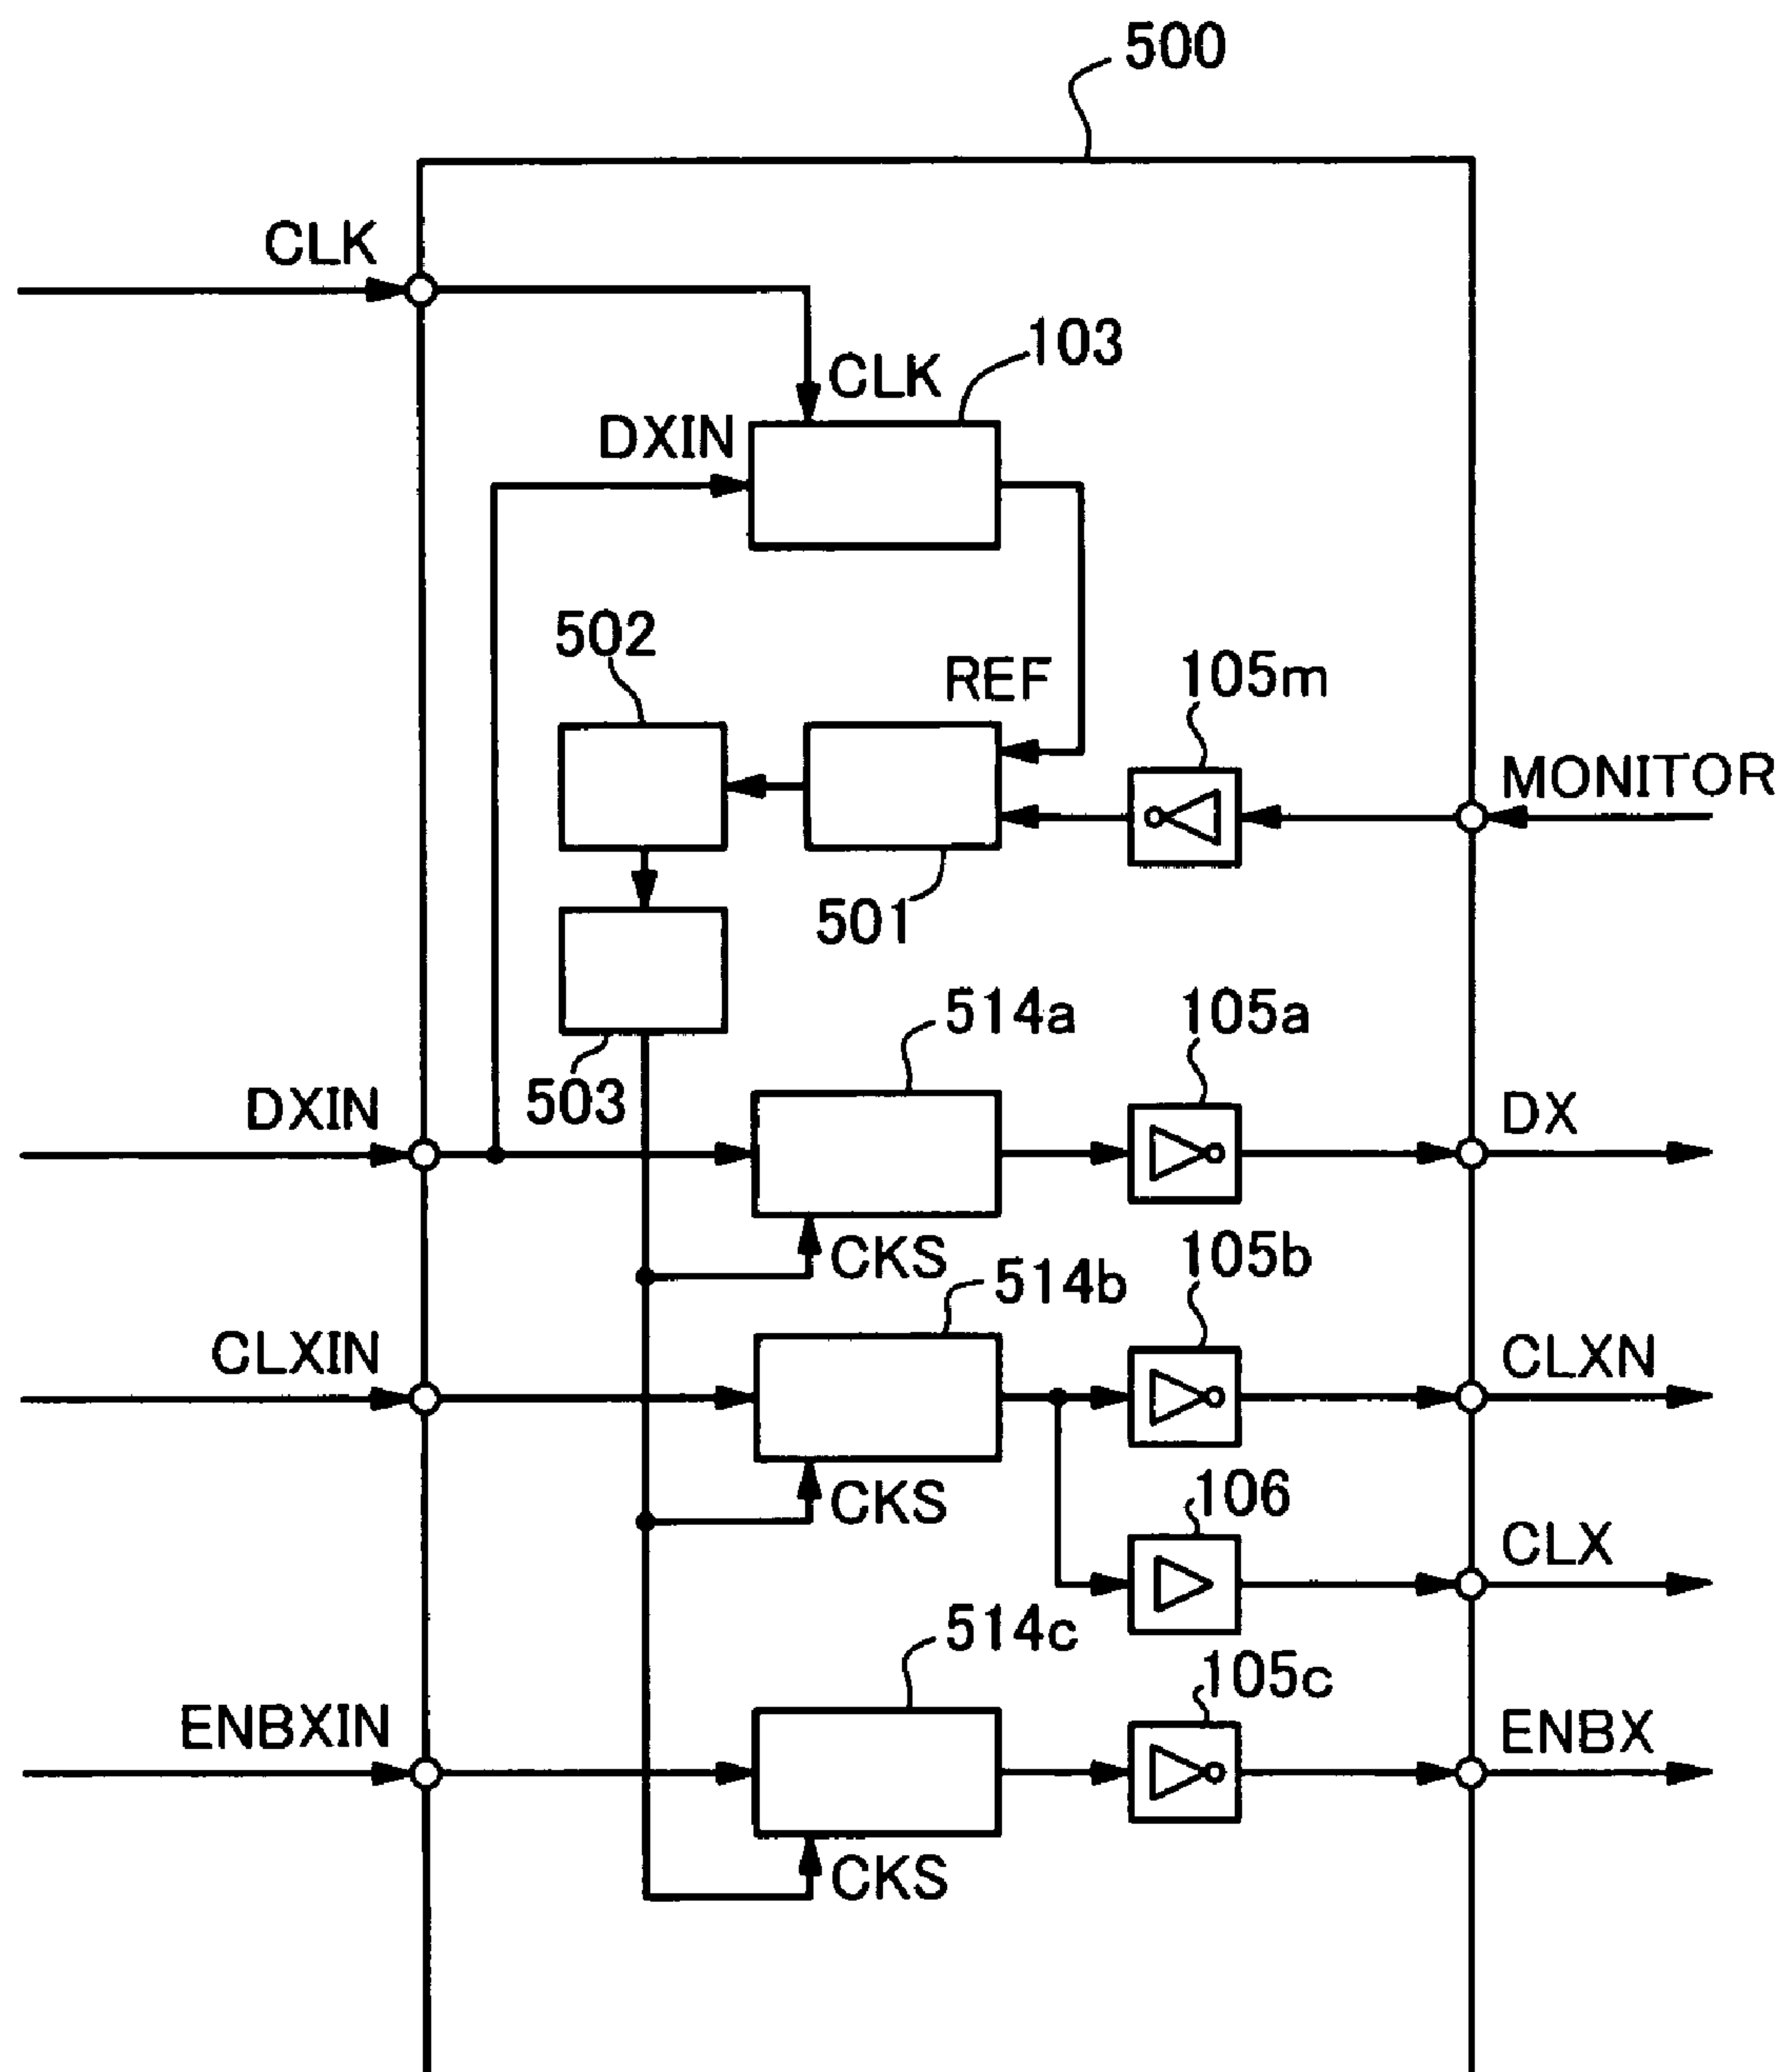 500
CLK
103
CLK
DXIN
502
REF
105m
MONITOR
501
514a
105a
503
DXIN
DX
CKS
105b
514b
CLXIN
CLXN
CKS
106
CLX
514c
105c
ENBXIN
ENBX
CKS